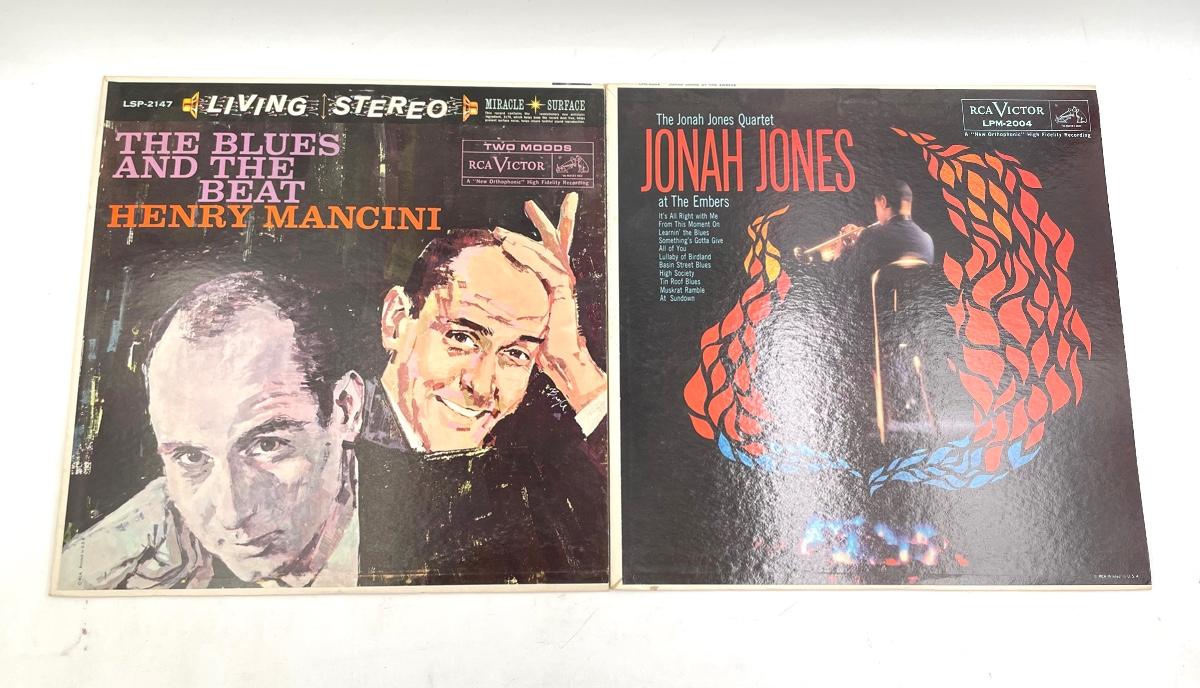 LSP-2147
LIVING STEREO
MIRACLE SURFACE
THE BLUES
AND THE
BEAT
HENRY MANCINI
TWO MOODS
RCA VICTOR
A "New Orthophonic" High Fidelity Recording
The Jonah Jones Quartet
JONAH JONES
at The Embers
It's All Right with Me
From This Moment On
Learnin' the Blues
Something's Gotta Give
All of You
Lullaby of Birdland
Basin Street Blues
High Society
Tin Roof Blues
Muskrat Ramble
At Sundown
RCA VICTOR
LPM-2004
A "New Orthophonic" High Fidelity Recording
© RCA Printed in U.S.A.